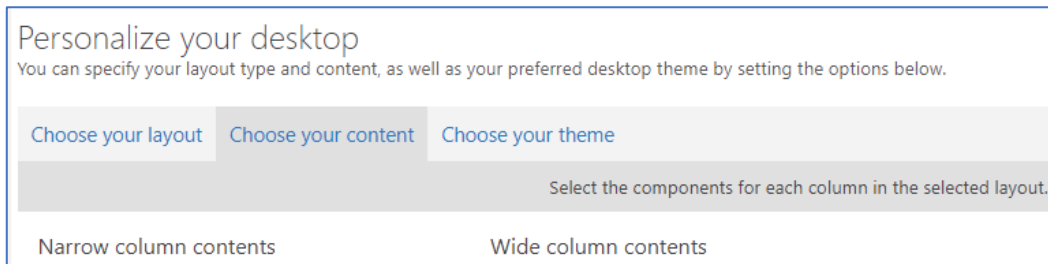 Personalize your desktop
You can specify your layout type and content, as well as your preferred desktop theme by setting the options below.
Choose your layout Choose your content Choose your theme
Select the components for each column in the selected layout.
Narrow column contents Wide column contents